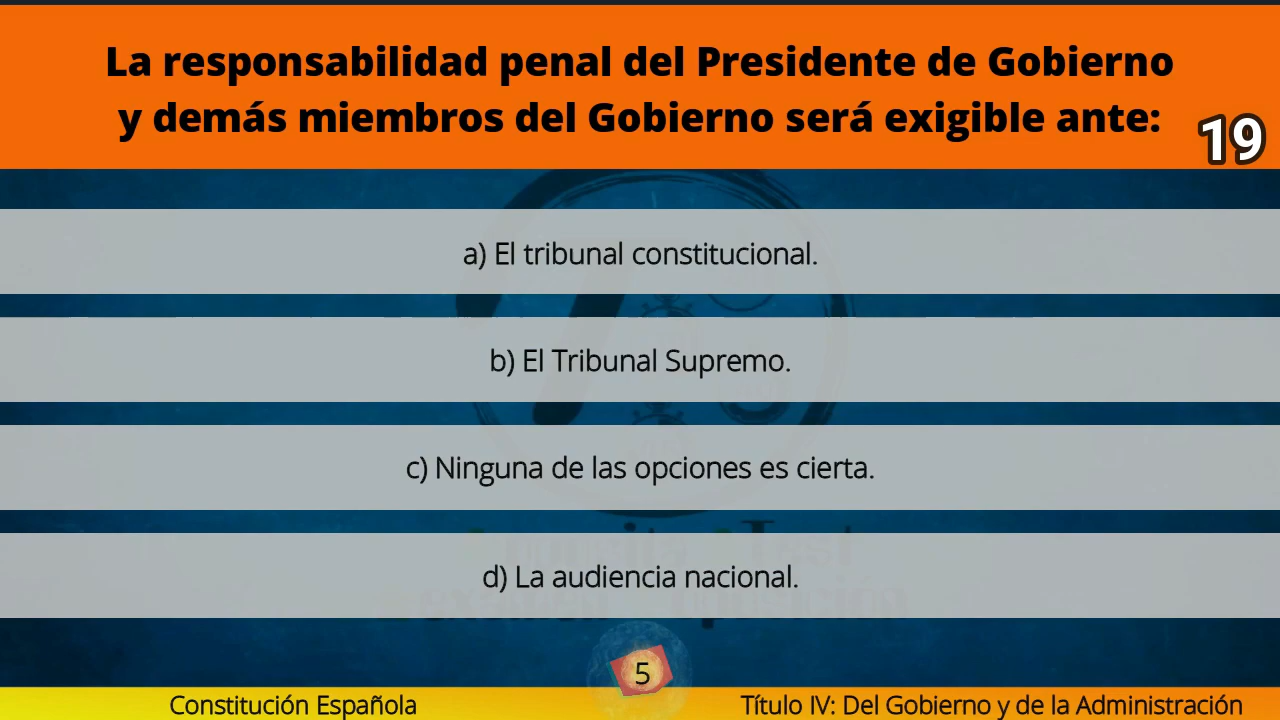 La responsabilidad penal del Presidente de Gobierno
y demás miembros del Gobierno será exigible ante:
19
a) El tribunal constitucional.
b) El Tribunal Supremo.
c) Ninguna de las opciones es cierta.
d) La audiencia nacional.
5
Constitución Española
Título IV: Del Gobierno y de la Administración